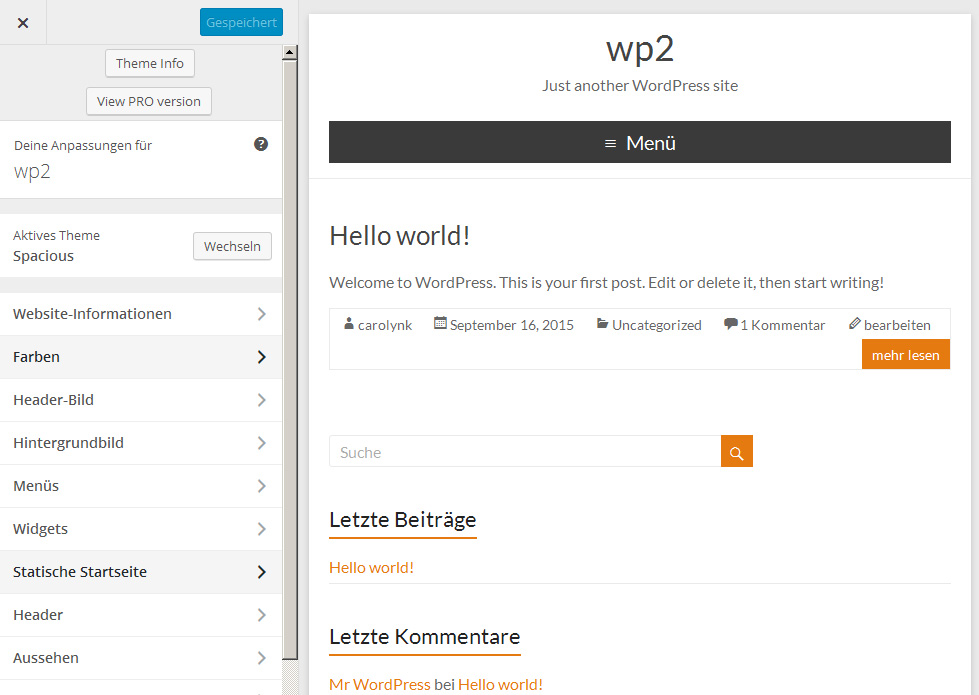 Gespeichert
Theme Info
View PRO version
Deine Anpassungen für
wp2
Aktives Theme
Spacious
Wechseln
Website-Informationen
Farben
Header-Bild
Hintergrundbild
Menüs
Widgets
Statische Startseite
Header
Aussehen
wp2
Just another WordPress site
Menü
Hello world!
Welcome to WordPress. This is your first post. Edit or delete it, then start writing!
carolynk September 16, 2015 Uncategorized 1 Kommentar bearbeiten
mehr lesen
Suche
Letzte Beiträge
Hello world!
Letzte Kommentare
Mr WordPress bei Hello world!